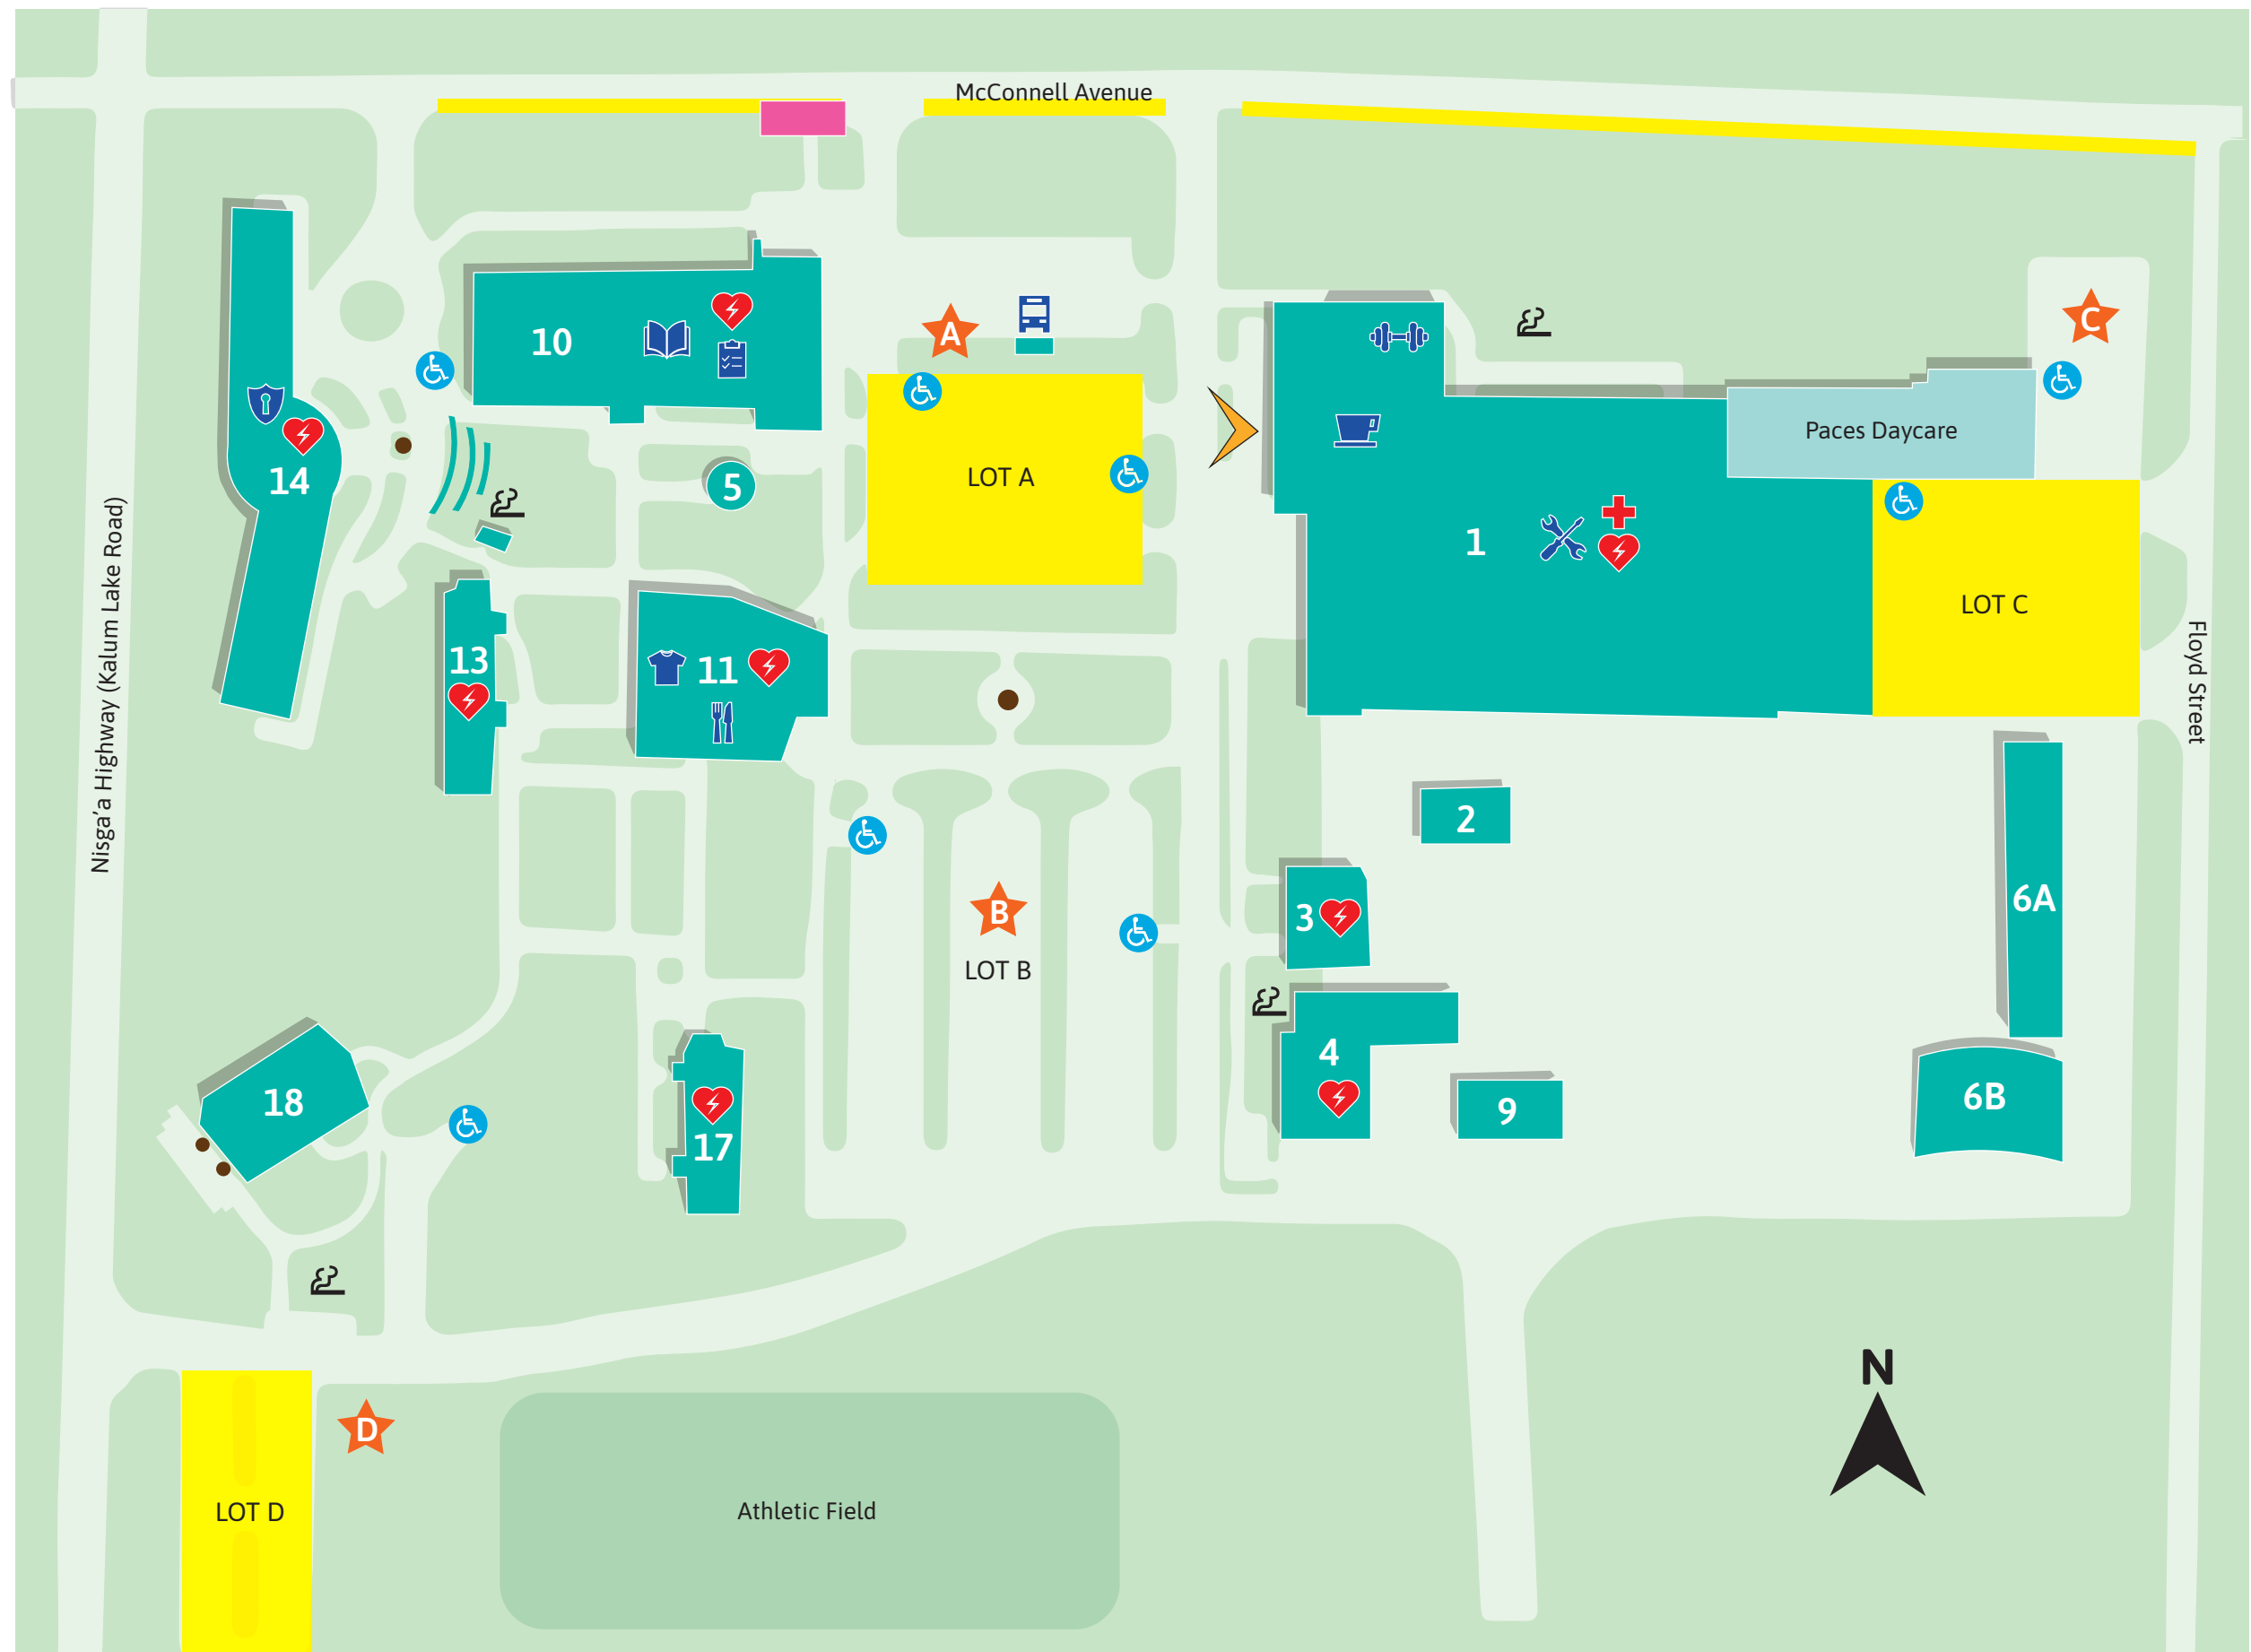 McConnell Avenue
C
A
10
Paces Daycare
LOT A
14
5
1
LOT C
Nisga'a Highway (Kalum Lake Road)
Floyd Street
13
11
2
6A
B
3
LOT B
4
6B
18
9
17
N
D
LOT D
Athletic Field